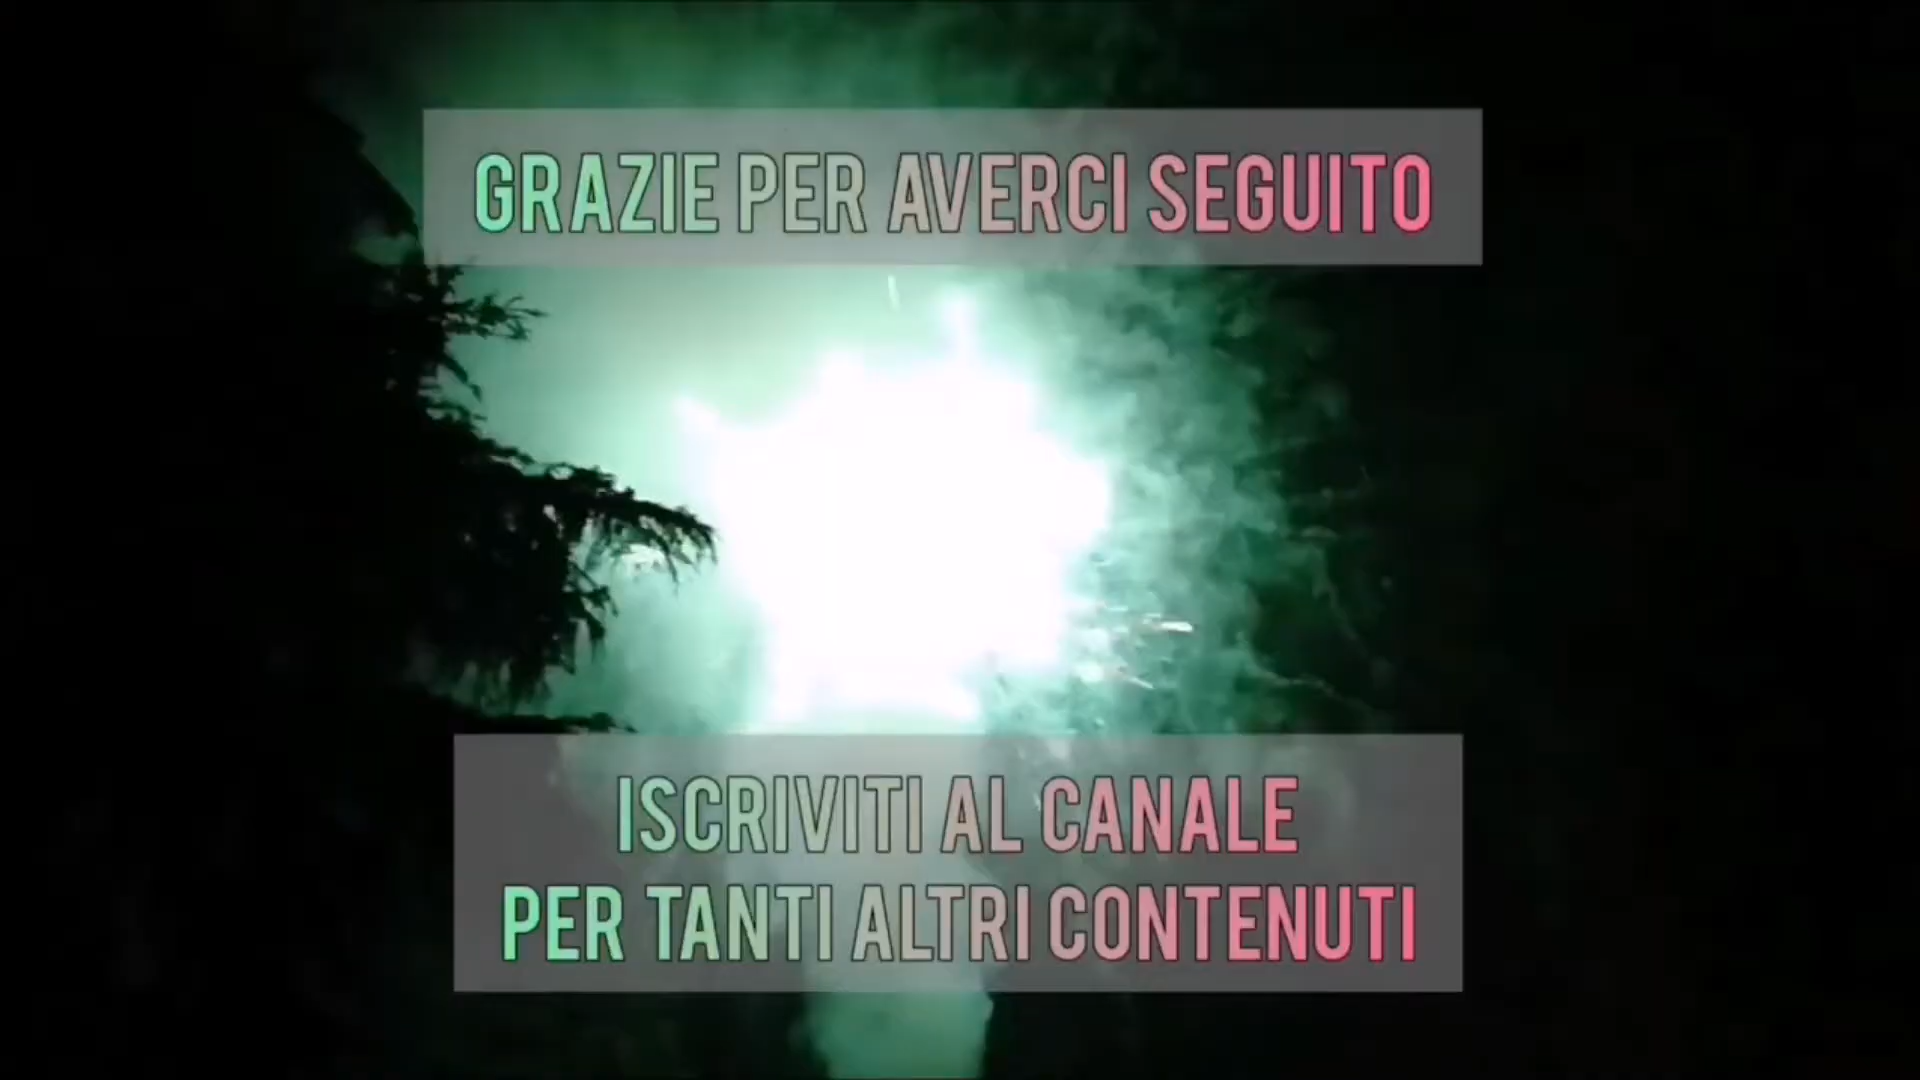 GRAZIE PER AVERCI SEGUITO
ISCRIVITI AL CANALE
PER TANTI ALTRI CONTENUTI